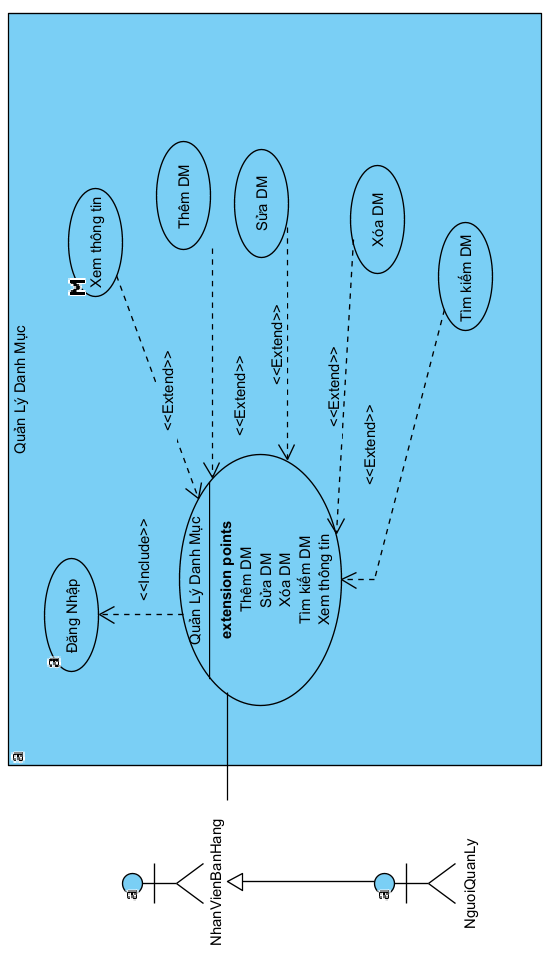 Quản Lý Danh Mục
a
Đăng Nhập
a
<<Include>>
Quản Lý Danh Mục
extension points
Thêm DM
Sửa DM
Xóa DM
Tìm kiếm DM
Xem thông tin
Xem thông tin
M
Thêm DM
Sửa DM
Xóa DM
Tìm kiếm DM
<<Extend>>
<<Extend>>
<<Extend>>
<<Extend>>
<<Extend>>
a
NhanVienBanHang
a
NguoiQuanLy